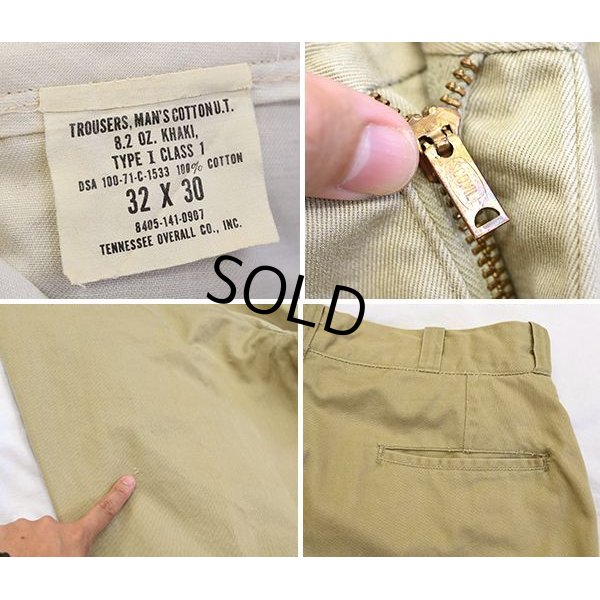 TROUSERS, MAN'S COTTON U.T.
8.2 OZ. KHAKI,
TYPE I CLASS 1
DSA 100-71-C-1533 100% COTTON
32 X 30
8405-141-0907
TENNESSEE OVERALL CO., INC.
SOLD